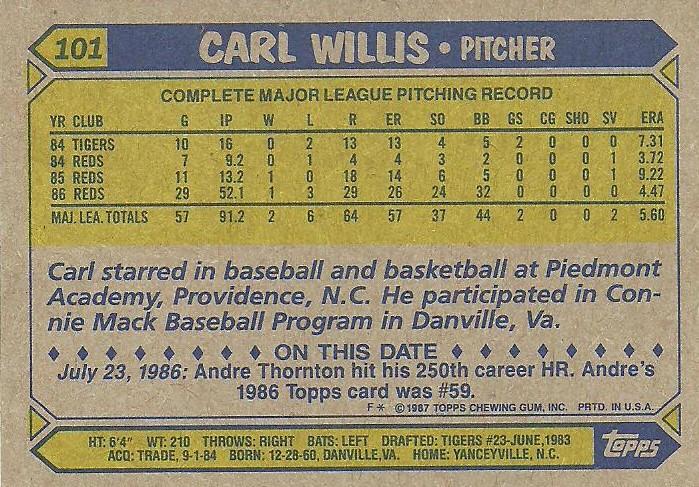 101 CARL WILLIS • PITCHER
COMPLETE MAJOR LEAGUE PITCHING RECORD
YR CLUB G IP W L R ER SO BB GS CG SHO SV ERA
84 TIGERS 10 16 0 2 13 13 4 5 2 0 0 0 7.31
84 REDS 7 9.2 0 1 4 4 3 2 0 0 0 1 3.72
85 REDS 11 13.2 1 0 18 14 6 5 0 0 0 1 9.22
86 REDS 29 52.1 1 3 29 26 24 32 0 0 0 0 4.47
MAJ. LEA. TOTALS 57 91.2 2 6 64 57 37 44 2 0 0 2 5.60
Carl starred in baseball and basketball at Piedmont
Academy, Providence, N.C. He participated in Con-
nie Mack Baseball Program in Danville, Va.
♦ ♦ ♦ ♦ ♦ ♦ ♦ ♦ ON THIS DATE ♦ ♦ ♦ ♦ ♦ ♦ ♦ ♦
July 23, 1986: Andre Thornton hit his 250th career HR. Andre's
1986 Topps card was #59.
F* © 1987 TOPPS CHEWING GUM, INC. PRTD. IN U.S.A.
HT: 6'4" WT: 210 THROWS: RIGHT BATS: LEFT DRAFTED: TIGERS #23-JUNE,1983
ACQ: TRADE, 9-1-84 BORN: 12-28-60, DANVILLE,VA. HOME: YANCEYVILLE, N.C.
topps